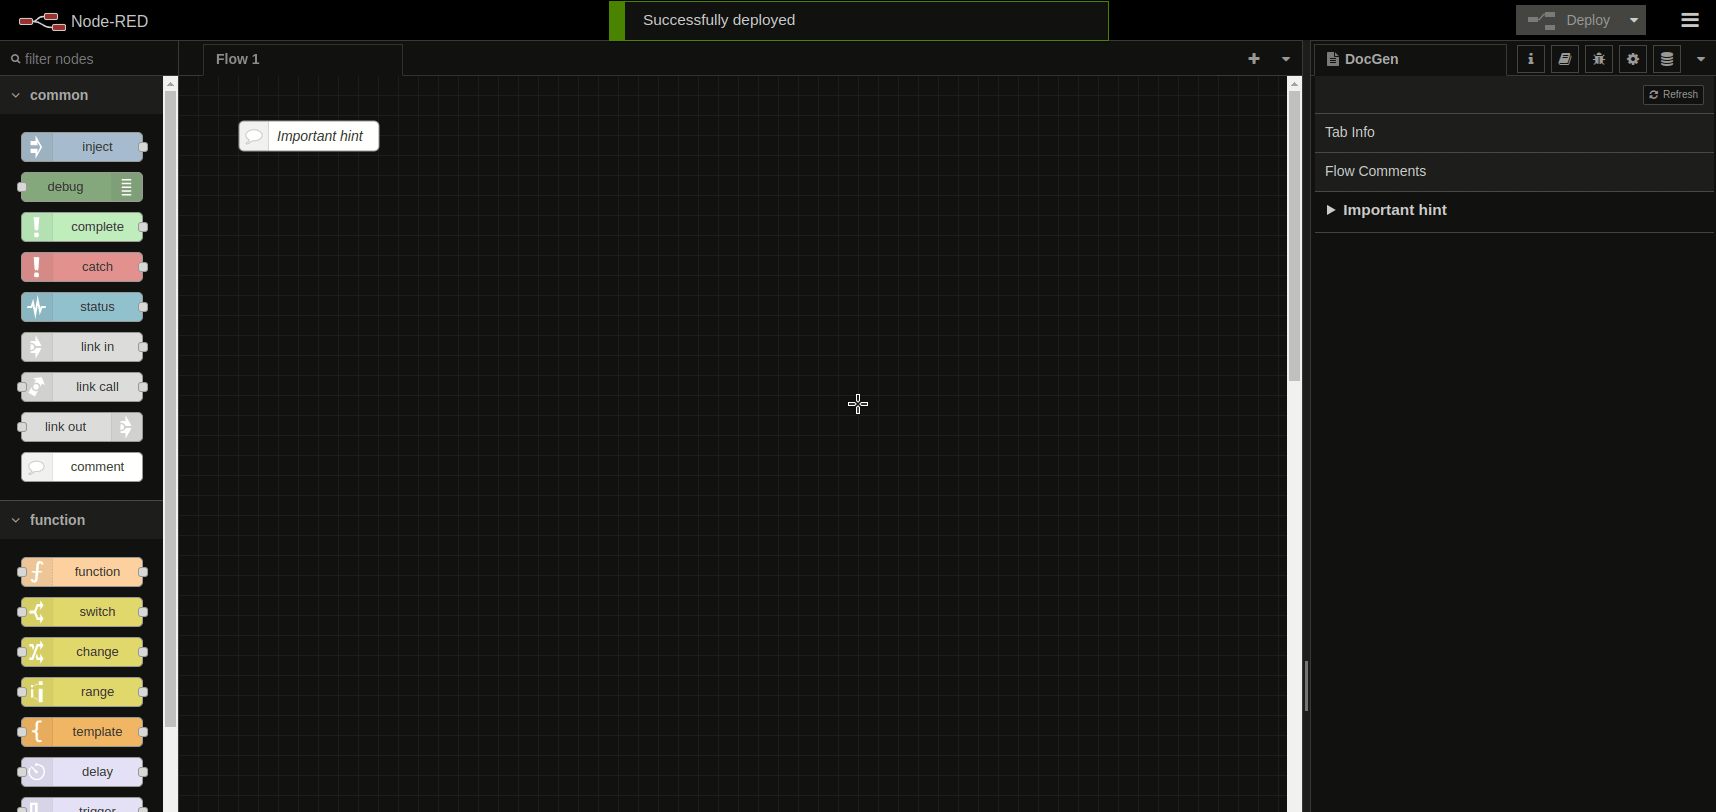 Node-RED
Successfully deployed
Deploy
filter nodes
Flow 1
DocGen
common
Refresh
Tab Info
Flow Comments
Important hint
Important hint
inject
debug
complete
catch
status
link in
link call
link out
comment
function
function
switch
change
range
template
delay
trigger